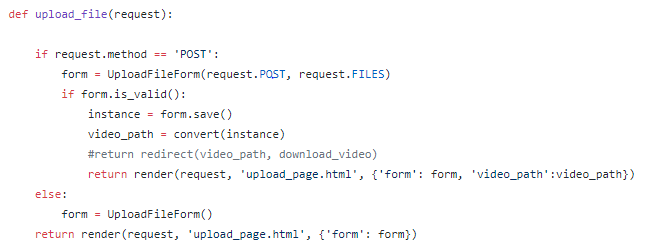 def upload_file(request):
    if request.method == 'POST':
        form = UploadFileForm(request.POST, request.FILES)
        if form.is_valid():
            instance = form.save()
            video_path = convert(instance)
            #return redirect(video_path, download_video)
            return render(request, 'upload_page.html', {'form': form, 'video_path':video_path})
    else:
        form = UploadFileForm()
    return render(request, 'upload_page.html', {'form': form})